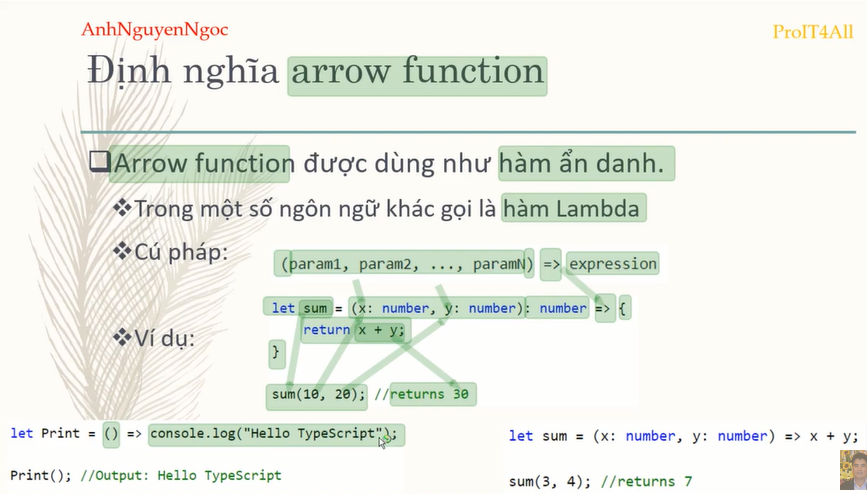 AnhNguyenNgoc
ProIT4All
Định nghĩa arrow function
❑Arrow function được dùng như hàm ẩn danh.
❖Trong một số ngôn ngữ khác gọi là hàm Lambda
❖Cú pháp:
(param1, param2, ..., paramN) => expression
❖Ví dụ:
let sum = (x: number, y: number): number => {
return x + y;
}
sum(10, 20); //returns 30
let Print = () => console.log("Hello TypeScript");
Print(); //Output: Hello TypeScript
let sum = (x: number, y: number) => x + y;
sum(3, 4); //returns 7